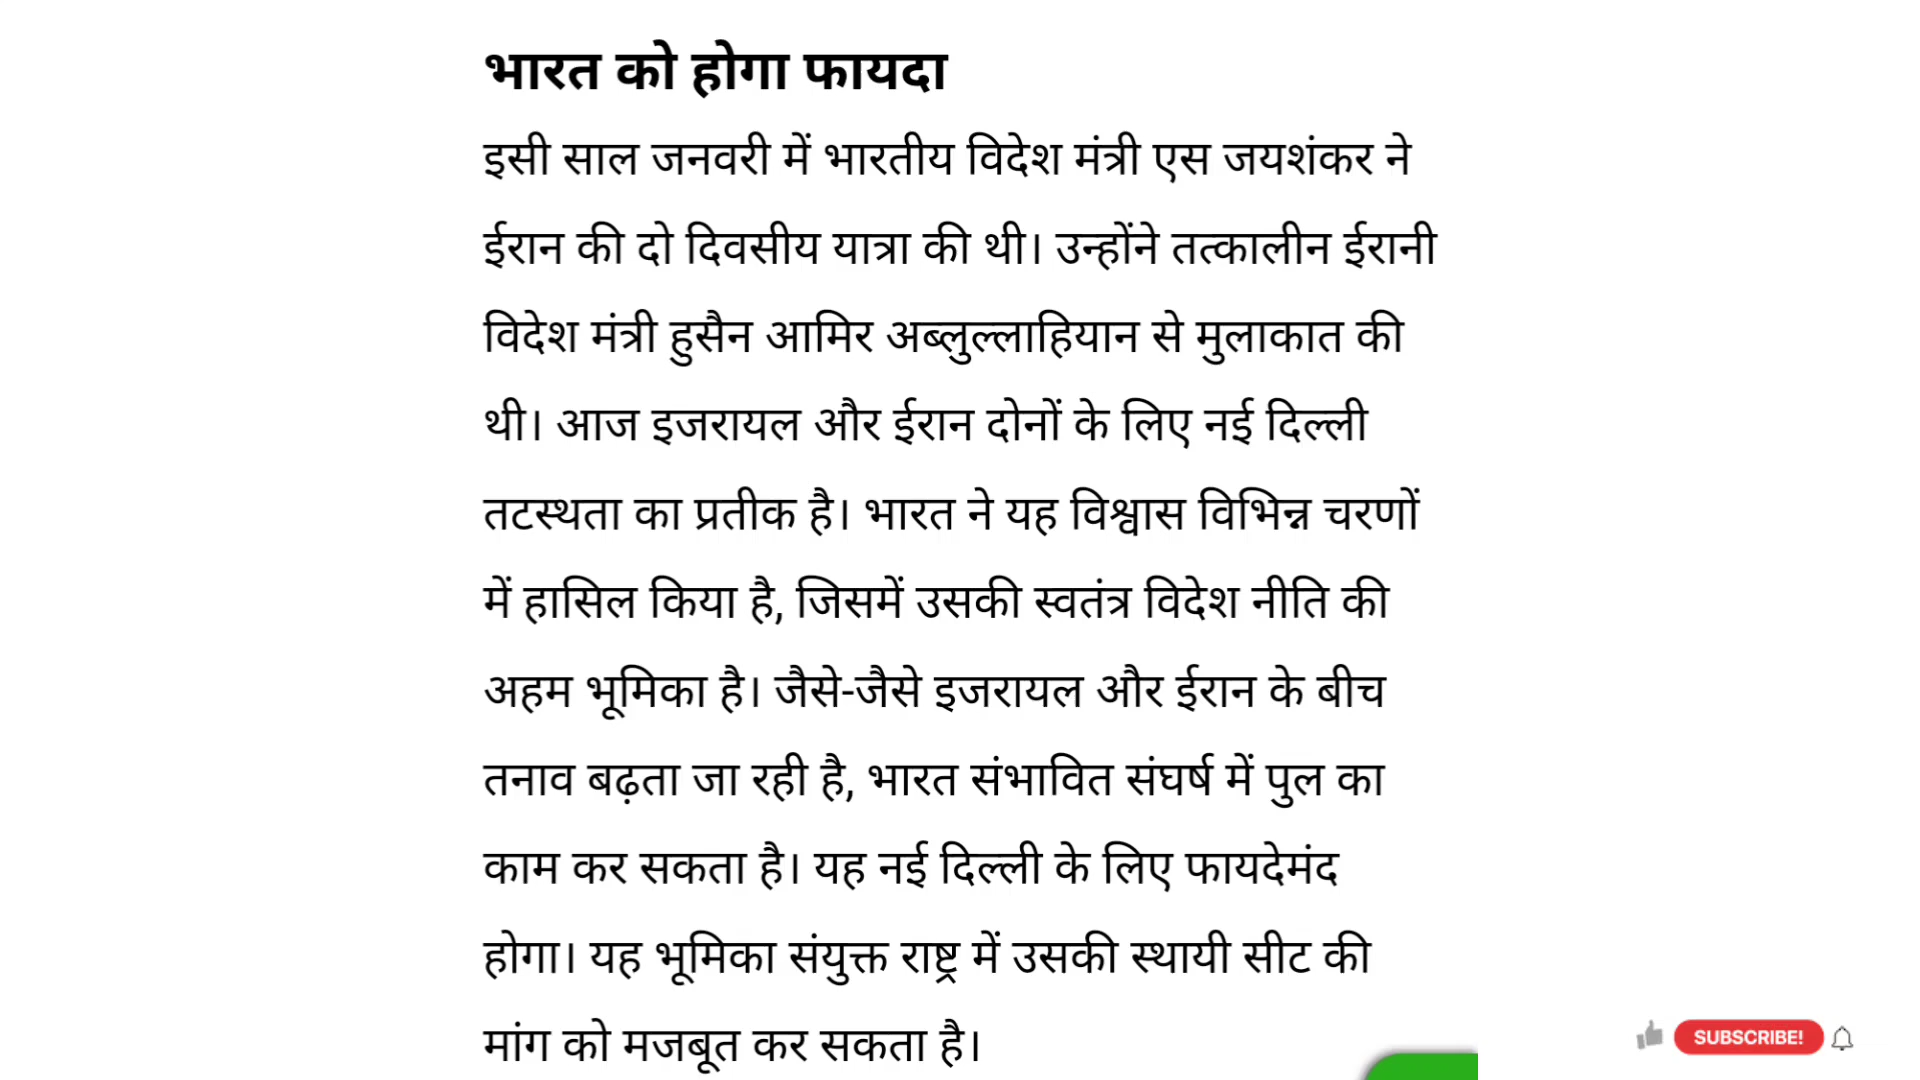 भारत को होगा फायदा
इसी साल जनवरी में भारतीय विदेश मंत्री एस जयशंकर ने
ईरान की दो दिवसीय यात्रा की थी। उन्होंने तत्कालीन ईरानी
विदेश मंत्री हुसैन आमिर अब्लुल्लाहियान से मुलाकात की
थी। आज इजरायल और ईरान दोनों के लिए नई दिल्ली
तटस्थता का प्रतीक है। भारत ने यह विश्वास विभिन्न चरणों
में हासिल किया है, जिसमें उसकी स्वतंत्र विदेश नीति की
अहम भूमिका है। जैसे-जैसे इजरायल और ईरान के बीच
तनाव बढ़ता जा रही है, भारत संभावित संघर्ष में पुल का
काम कर सकता है। यह नई दिल्ली के लिए फायदेमंद
होगा। यह भूमिका संयुक्त राष्ट्र में उसकी स्थायी सीट की
मांग को मजबूत कर सकता है।
SUBSCRIBE!